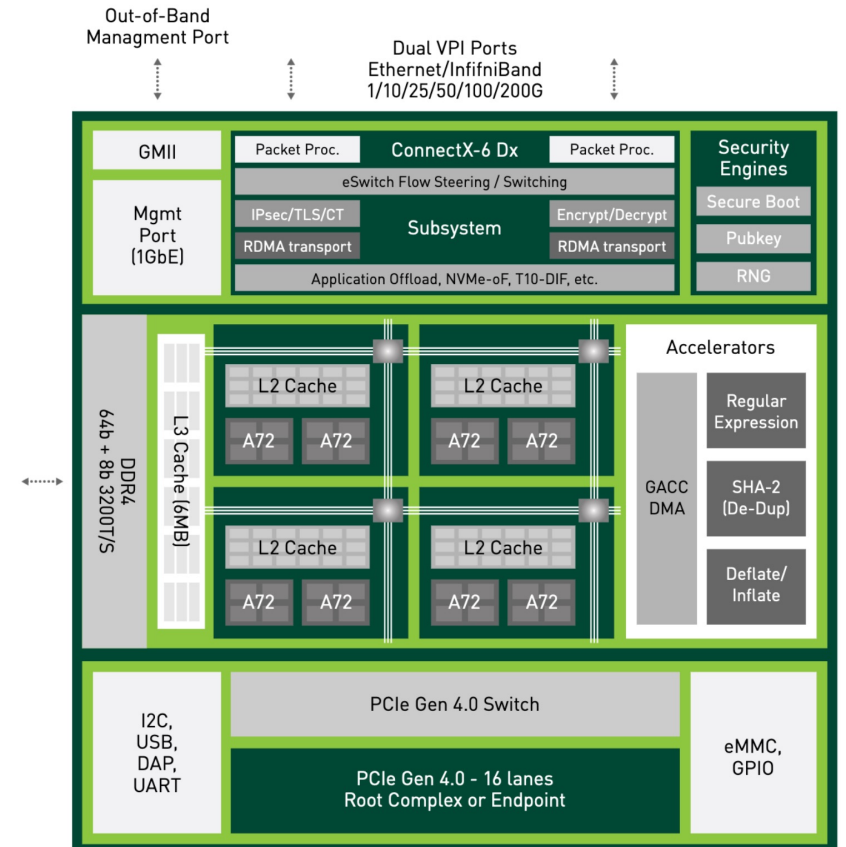 Out-of-Band
Managment Port
Dual VPI Ports
Ethernet/InfifniBand
1/10/25/50/100/200G
GMII
Mgmt
Port
(1GbE)
Packet Proc.
ConnectX-6 Dx
Packet Proc.
eSwitch Flow Steering / Switching
IPsec/TLS/CT
Subsystem
Encrypt/Decrypt
RDMA transport
RDMA transport
Application Offload, NVMe-oF, T10-DIF, etc.
Security
Engines
Secure Boot
Pubkey
RNG
DDR4
64b + 8b 3200T/S
L3 Cache (6MB)
L2 Cache
A72
A72
L2 Cache
A72
A72
L2 Cache
A72
A72
L2 Cache
A72
A72
Accelerators
GACC
DMA
Regular
Expression
SHA-2
(De-Dup)
Deflate/
Inflate
I2C,
USB,
DAP,
UART
PCIe Gen 4.0 Switch
PCIe Gen 4.0 - 16 lanes
Root Complex or Endpoint
eMMC,
GPIO